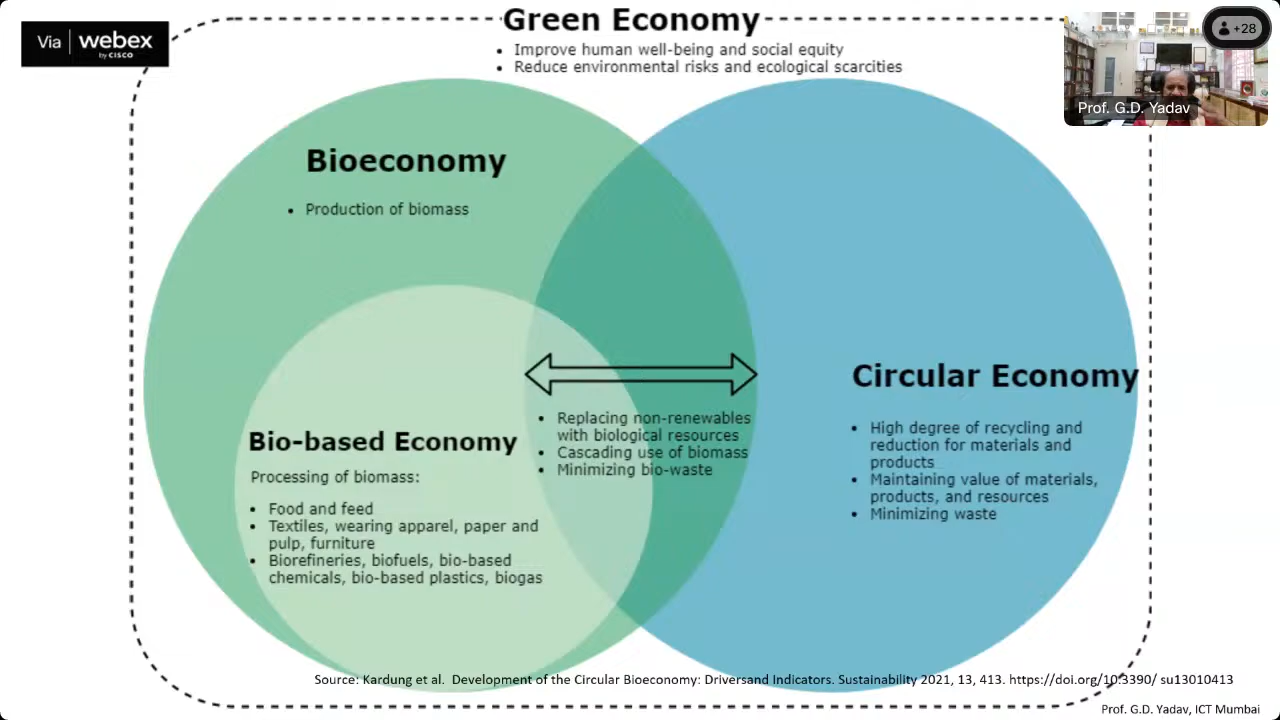 Via webex
by CISCO
Green Economy
• Improve human well-being and social equity
• Reduce environmental risks and ecological scarcities
+28
Prof. G.D. Yadav
Bioeconomy
• Production of biomass
Bio-based Economy
Processing of biomass:
• Food and feed
• Textiles, wearing apparel, paper and
pulp, furniture
• Biorefineries, biofuels, bio-based
chemicals, bio-based plastics, biogas
• Replacing non-renewables
with biological resources
• Cascading use of biomass
• Minimizing bio-waste
Circular Economy
• High degree of recycling and
reduction for materials and
products
• Maintaining value of materials,
products, and resources
• Minimizing waste
Source: Kardung et al. Development of the Circular Bioeconomy: Driversand Indicators. Sustainability 2021, 13, 413. https://doi.org/10.3390/ su13010413
Prof. G.D. Yadav, ICT Mumbai